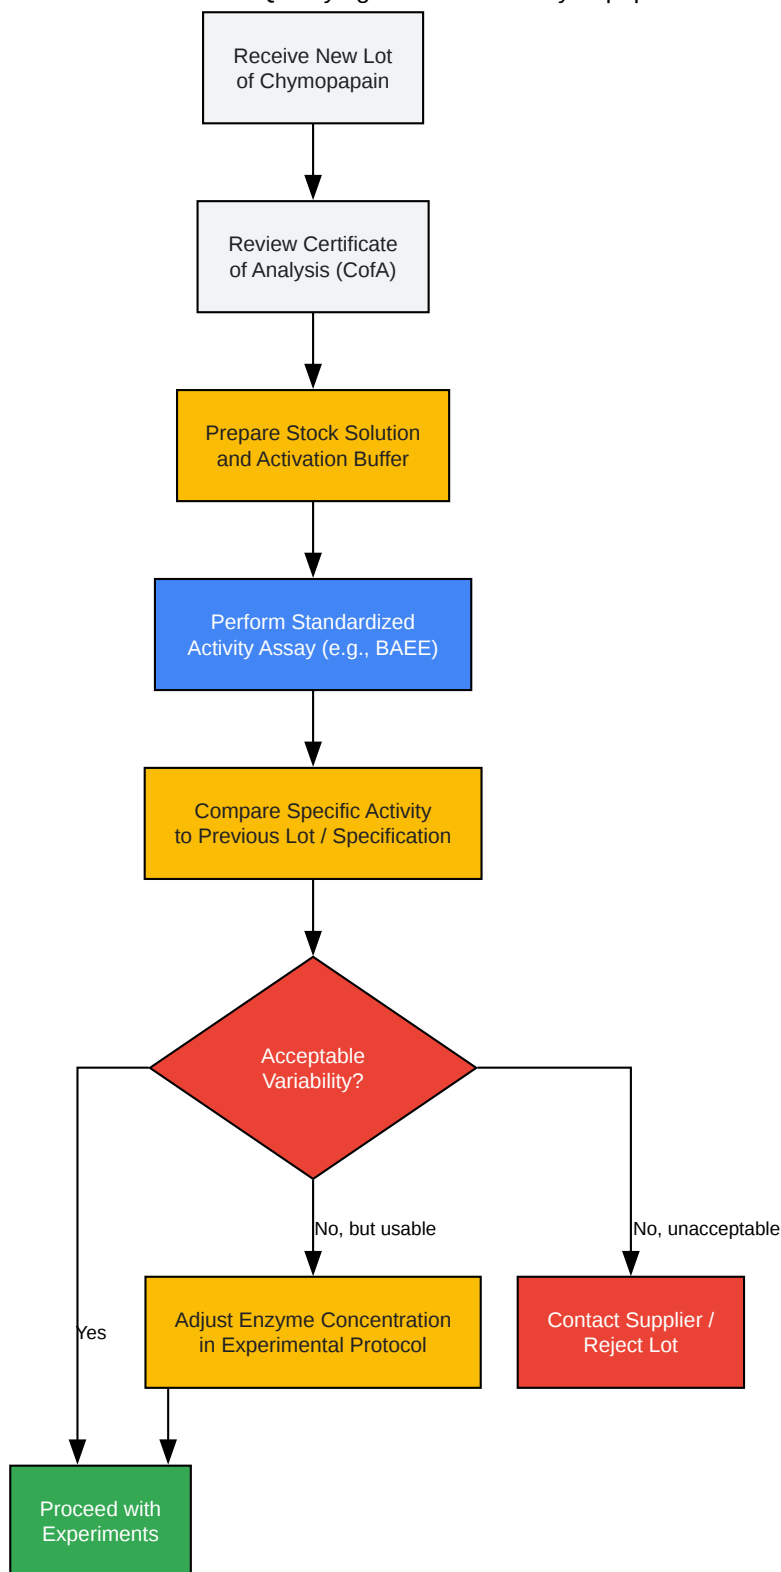 Receive New Lot
of Chymopapain
Review Certificate
of Analysis (CofA)
Prepare Stock Solution
and Activation Buffer
Perform Standardized
Activity Assay (e.g., BAEE)
Compare Specific Activity
to Previous Lot / Specification
Acceptable
Variability?
No, but usable
No, unacceptable
Yes
Adjust Enzyme Concentration
in Experimental Protocol
Contact Supplier /
Reject Lot
Proceed with
Experiments